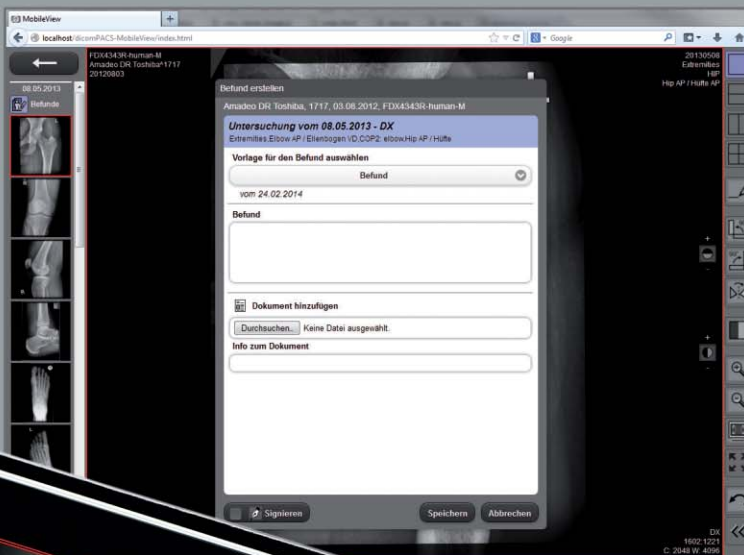 MobileView
localhost/dicomPACS-MobileView/index.html
Google
FDX4343R-human-M
Amadeo DR Toshiba^1717
20120803
20130508
Extremities
HIP
Hip AP / Hüfte AP
08.05.2013
Befunde
Befund erstellen
Amadeo DR Toshiba, 1717, 03.08.2012, FDX4343R-human-M
Untersuchung vom 08.05.2013 - DX
Extremities,Elbow AP / Ellenbogen VD,COP2: elbow,Hip AP / Hüfte
Vorlage für den Befund auswählen
Befund
vom 24.02.2014
Befund
Dokument hinzufügen
Durchsuchen... Keine Datei ausgewählt.
Info zum Dokument
Signieren
Speichern
Abbrechen
DX
1602;1221
C: 2048 W: 4096